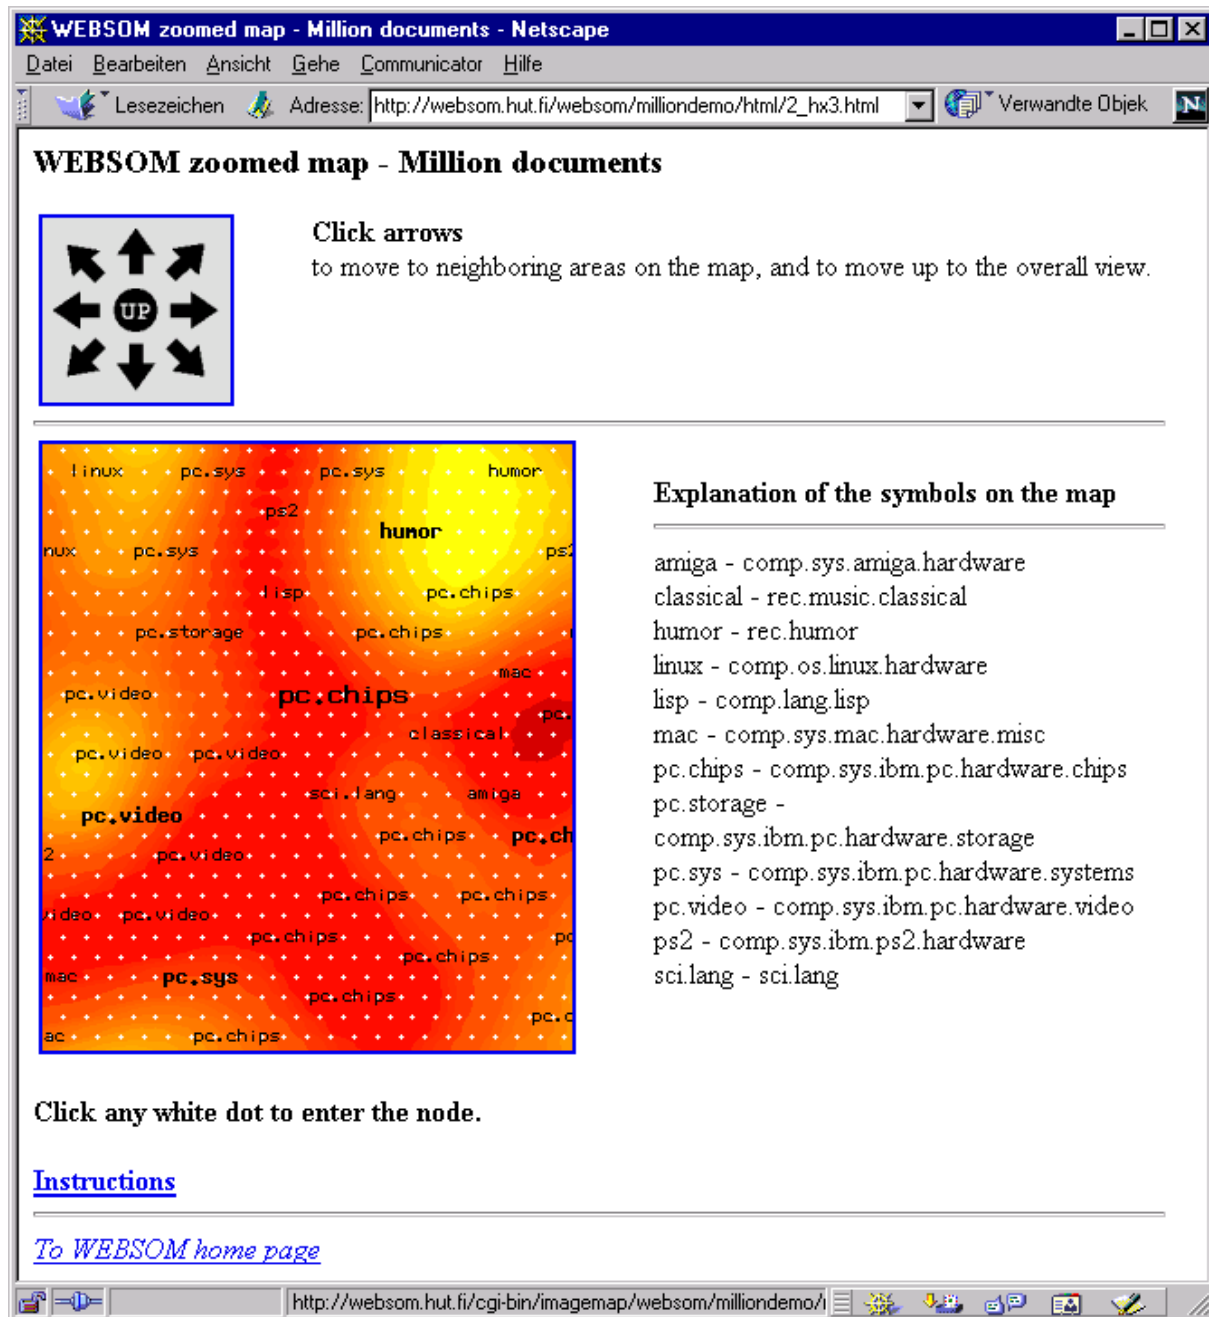 WEBSOM zoomed map - Million documents - Netscape
Datei Bearbeiten Ansicht Gehe Communicator Hilfe
Lesezeichen Adresse: http://websom.hut.fi/websom/milliondemo/html/2_hx3.html Verwandte Objek N
WEBSOM zoomed map - Million documents
Click arrows
to move to neighboring areas on the map, and to move up to the overall view.
UP
linux pc.sys pc.sys humor
ps2
humor
nux pc.sys ps2
lisp pc.chips
pc.storage pc.chips
mac
pc.video pc.chips
pc.
classical
pc.video pc.video
sci.lang amiga
pc.video
pc.chips pc.ch
2 pc.video
pc.chips pc.chips
video pc.video
pc.chips pc
pc.chips
mac pc.sys
pc.chips
pc.c
ac pc.chips
Explanation of the symbols on the map
amiga - comp.sys.amiga.hardware
classical - rec.music.classical
humor - rec.humor
linux - comp.os.linux.hardware
lisp - comp.lang.lisp
mac - comp.sys.mac.hardware.misc
pc.chips - comp.sys.ibm.pc.hardware.chips
pc.storage -
comp.sys.ibm.pc.hardware.storage
pc.sys - comp.sys.ibm.pc.hardware.systems
pc.video - comp.sys.ibm.pc.hardware.video
ps2 - comp.sys.ibm.ps2.hardware
sci.lang - sci.lang
Click any white dot to enter the node.
Instructions
To WEBSOM home page
http://websom.hut.fi/cgi-bin/imagemap/websom/milliondemo/